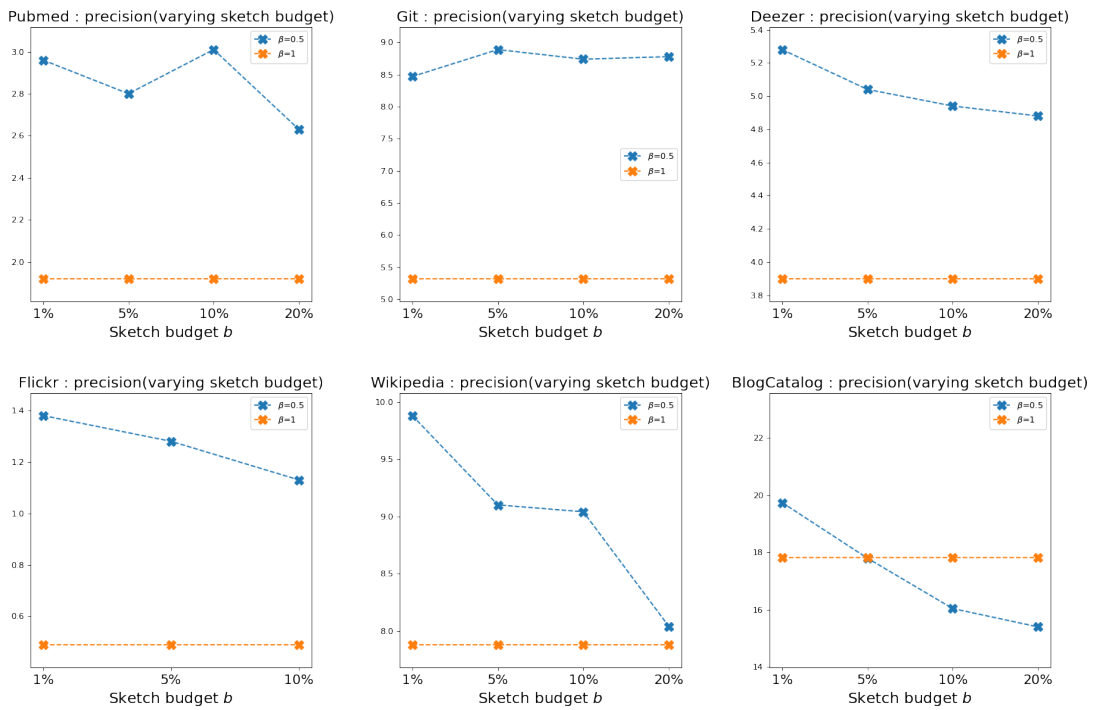 Pubmed : precision(varying sketch budget)
3.0
2.8
2.6
2.4
2.2
2.0
β=0.5
β=1
1%
5%
10%
20%
Sketch budget b
Git : precision(varying sketch budget)
9.0
8.5
8.0
7.5
7.0
6.5
6.0
5.5
5.0
β=0.5
β=1
1%
5%
10%
20%
Sketch budget b
Deezer : precision(varying sketch budget)
5.4
5.2
5.0
4.8
4.6
4.4
4.2
4.0
3.8
β=0.5
β=1
1%
5%
10%
20%
Sketch budget b
Flickr : precision(varying sketch budget)
1.4
1.2
1.0
0.8
0.6
β=0.5
β=1
1%
5%
10%
Sketch budget b
Wikipedia : precision(varying sketch budget)
10.0
9.5
9.0
8.5
8.0
β=0.5
β=1
1%
5%
10%
20%
Sketch budget b
BlogCatalog : precision(varying sketch budget)
22
20
18
16
14
β=0.5
β=1
1%
5%
10%
20%
Sketch budget b